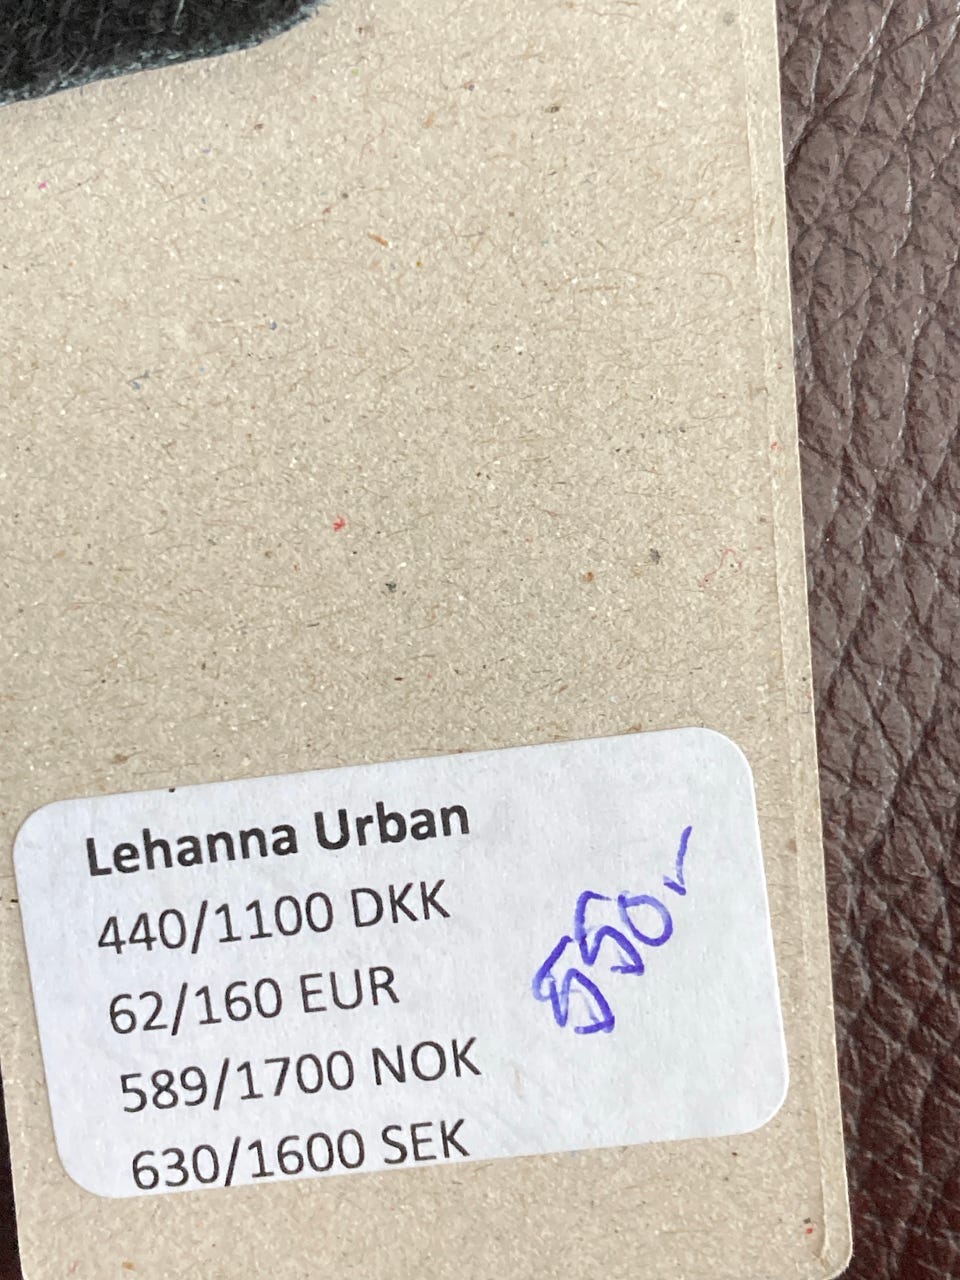 Lehanna Urban
440/1100 DKK
62/160 EUR
589/1700 NOK
630/1600 SEK
550,-